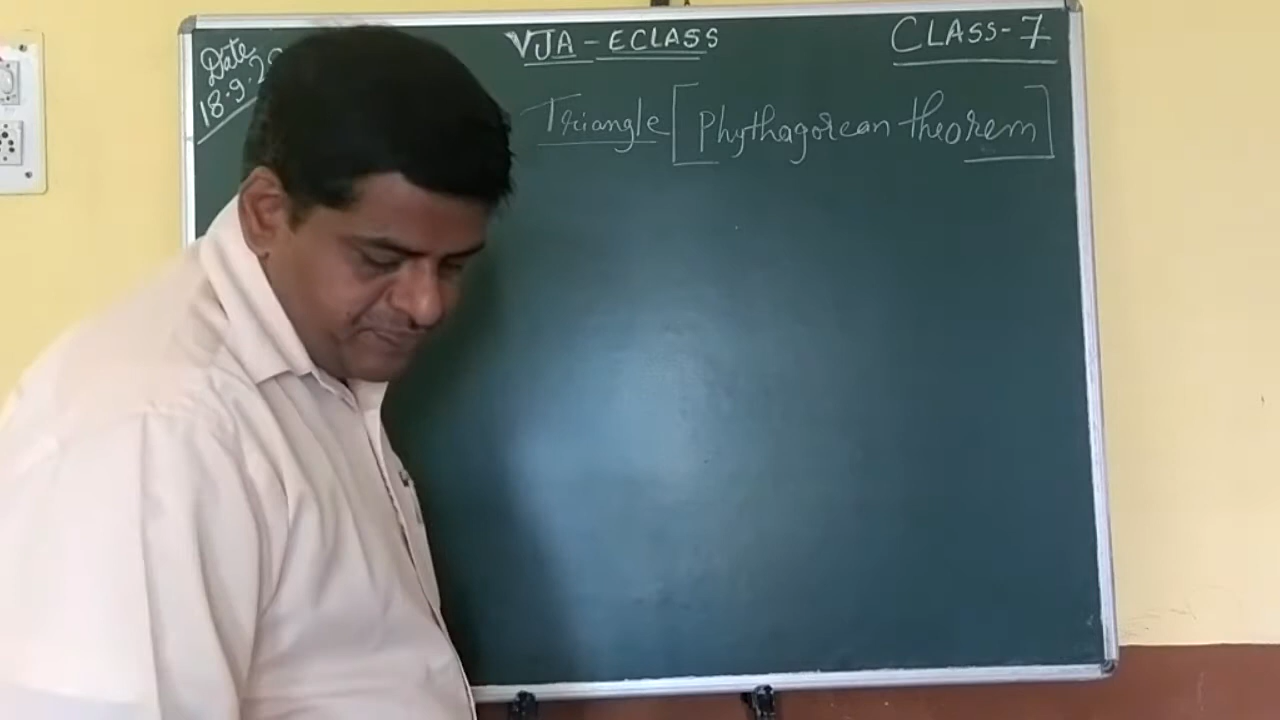 Date
18.9.2
VJA - ECLASS
CLASS-7
Triangle [Phythagorean theorem]